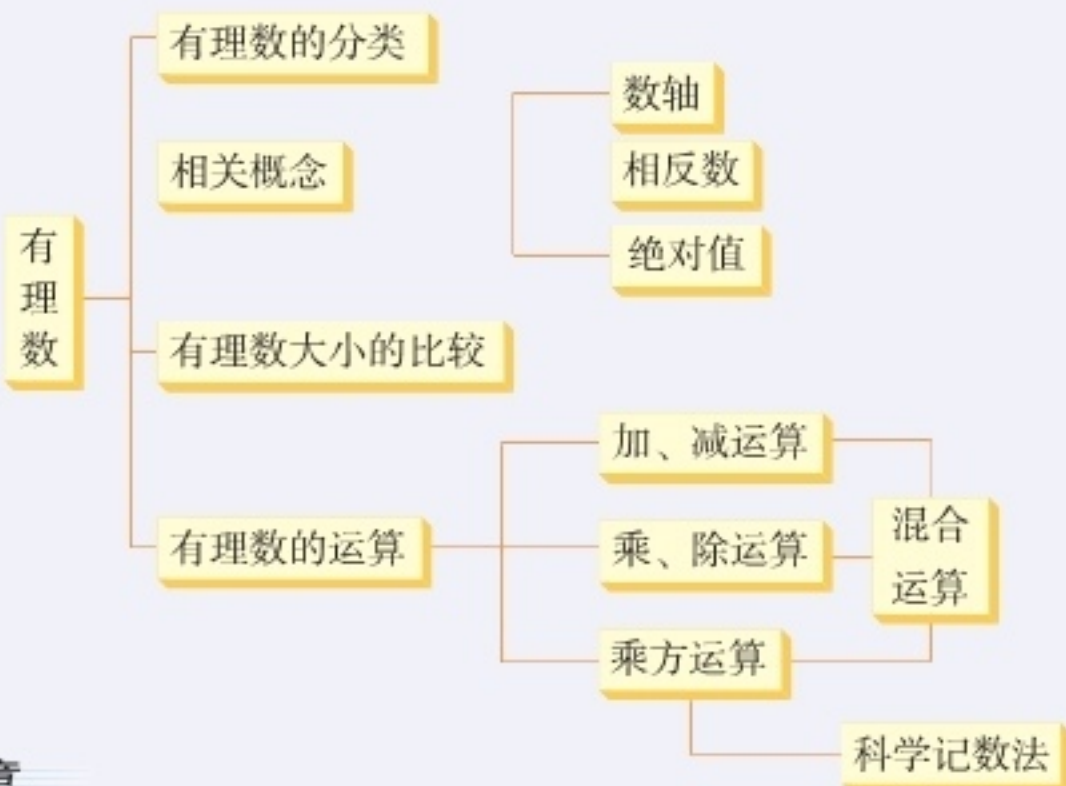 有理数的分类
数轴
相关概念
相反数
绝对值
有
理
数
有理数大小的比较
加、减运算
有理数的运算
乘、除运算
混合
运算
乘方运算
科学记数法